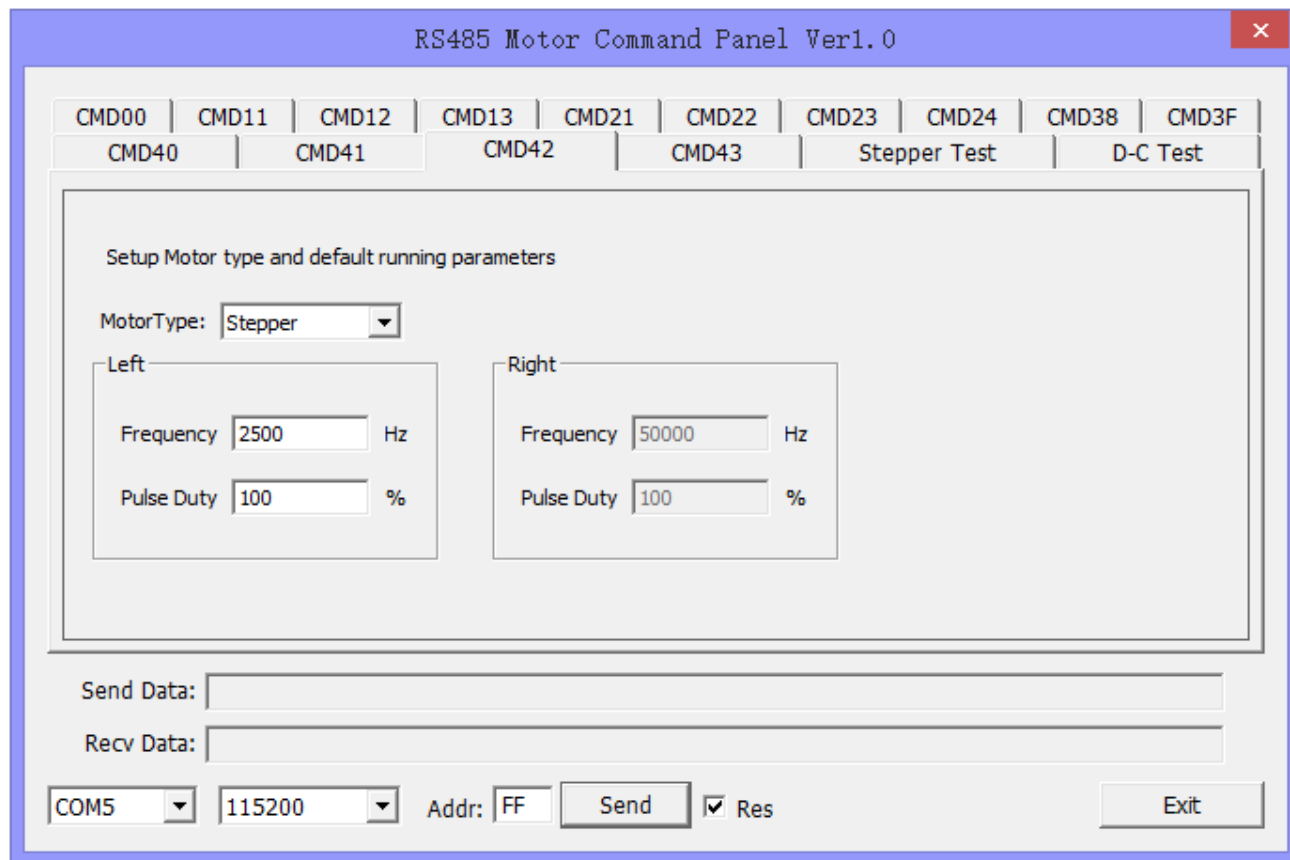 RS485 Motor Command Panel Ver1.0
CMD00 CMD11 CMD12 CMD13 CMD21 CMD22 CMD23 CMD24 CMD38 CMD3F
CMD40 CMD41 CMD42 CMD43 Stepper Test D-C Test
Setup Motor type and default running parameters
MotorType: Stepper
Left Right
Frequency 2500 Hz Frequency 50000 Hz
Pulse Duty 100 % Pulse Duty 100 %
Send Data:
Recv Data:
COM5 115200 Addr: FF Send Res Exit